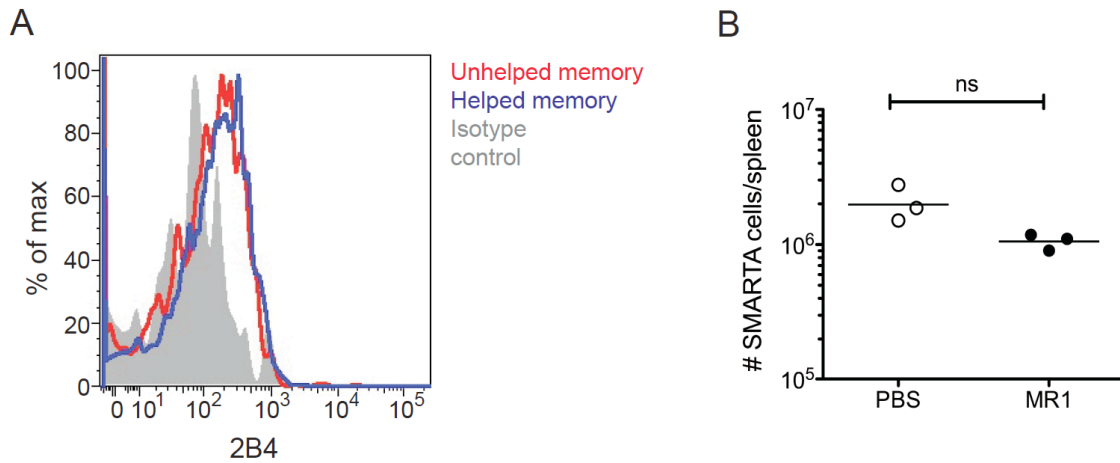 A
% of max
100
80
60
40
20
0
0 10¹ 10² 10³ 10⁴ 10⁵
2B4
Unhelped memory
Helped memory
Isotype
control
B
ns
# SMARTA cells/spleen
10⁷
10⁶
10⁵
PBS MR1